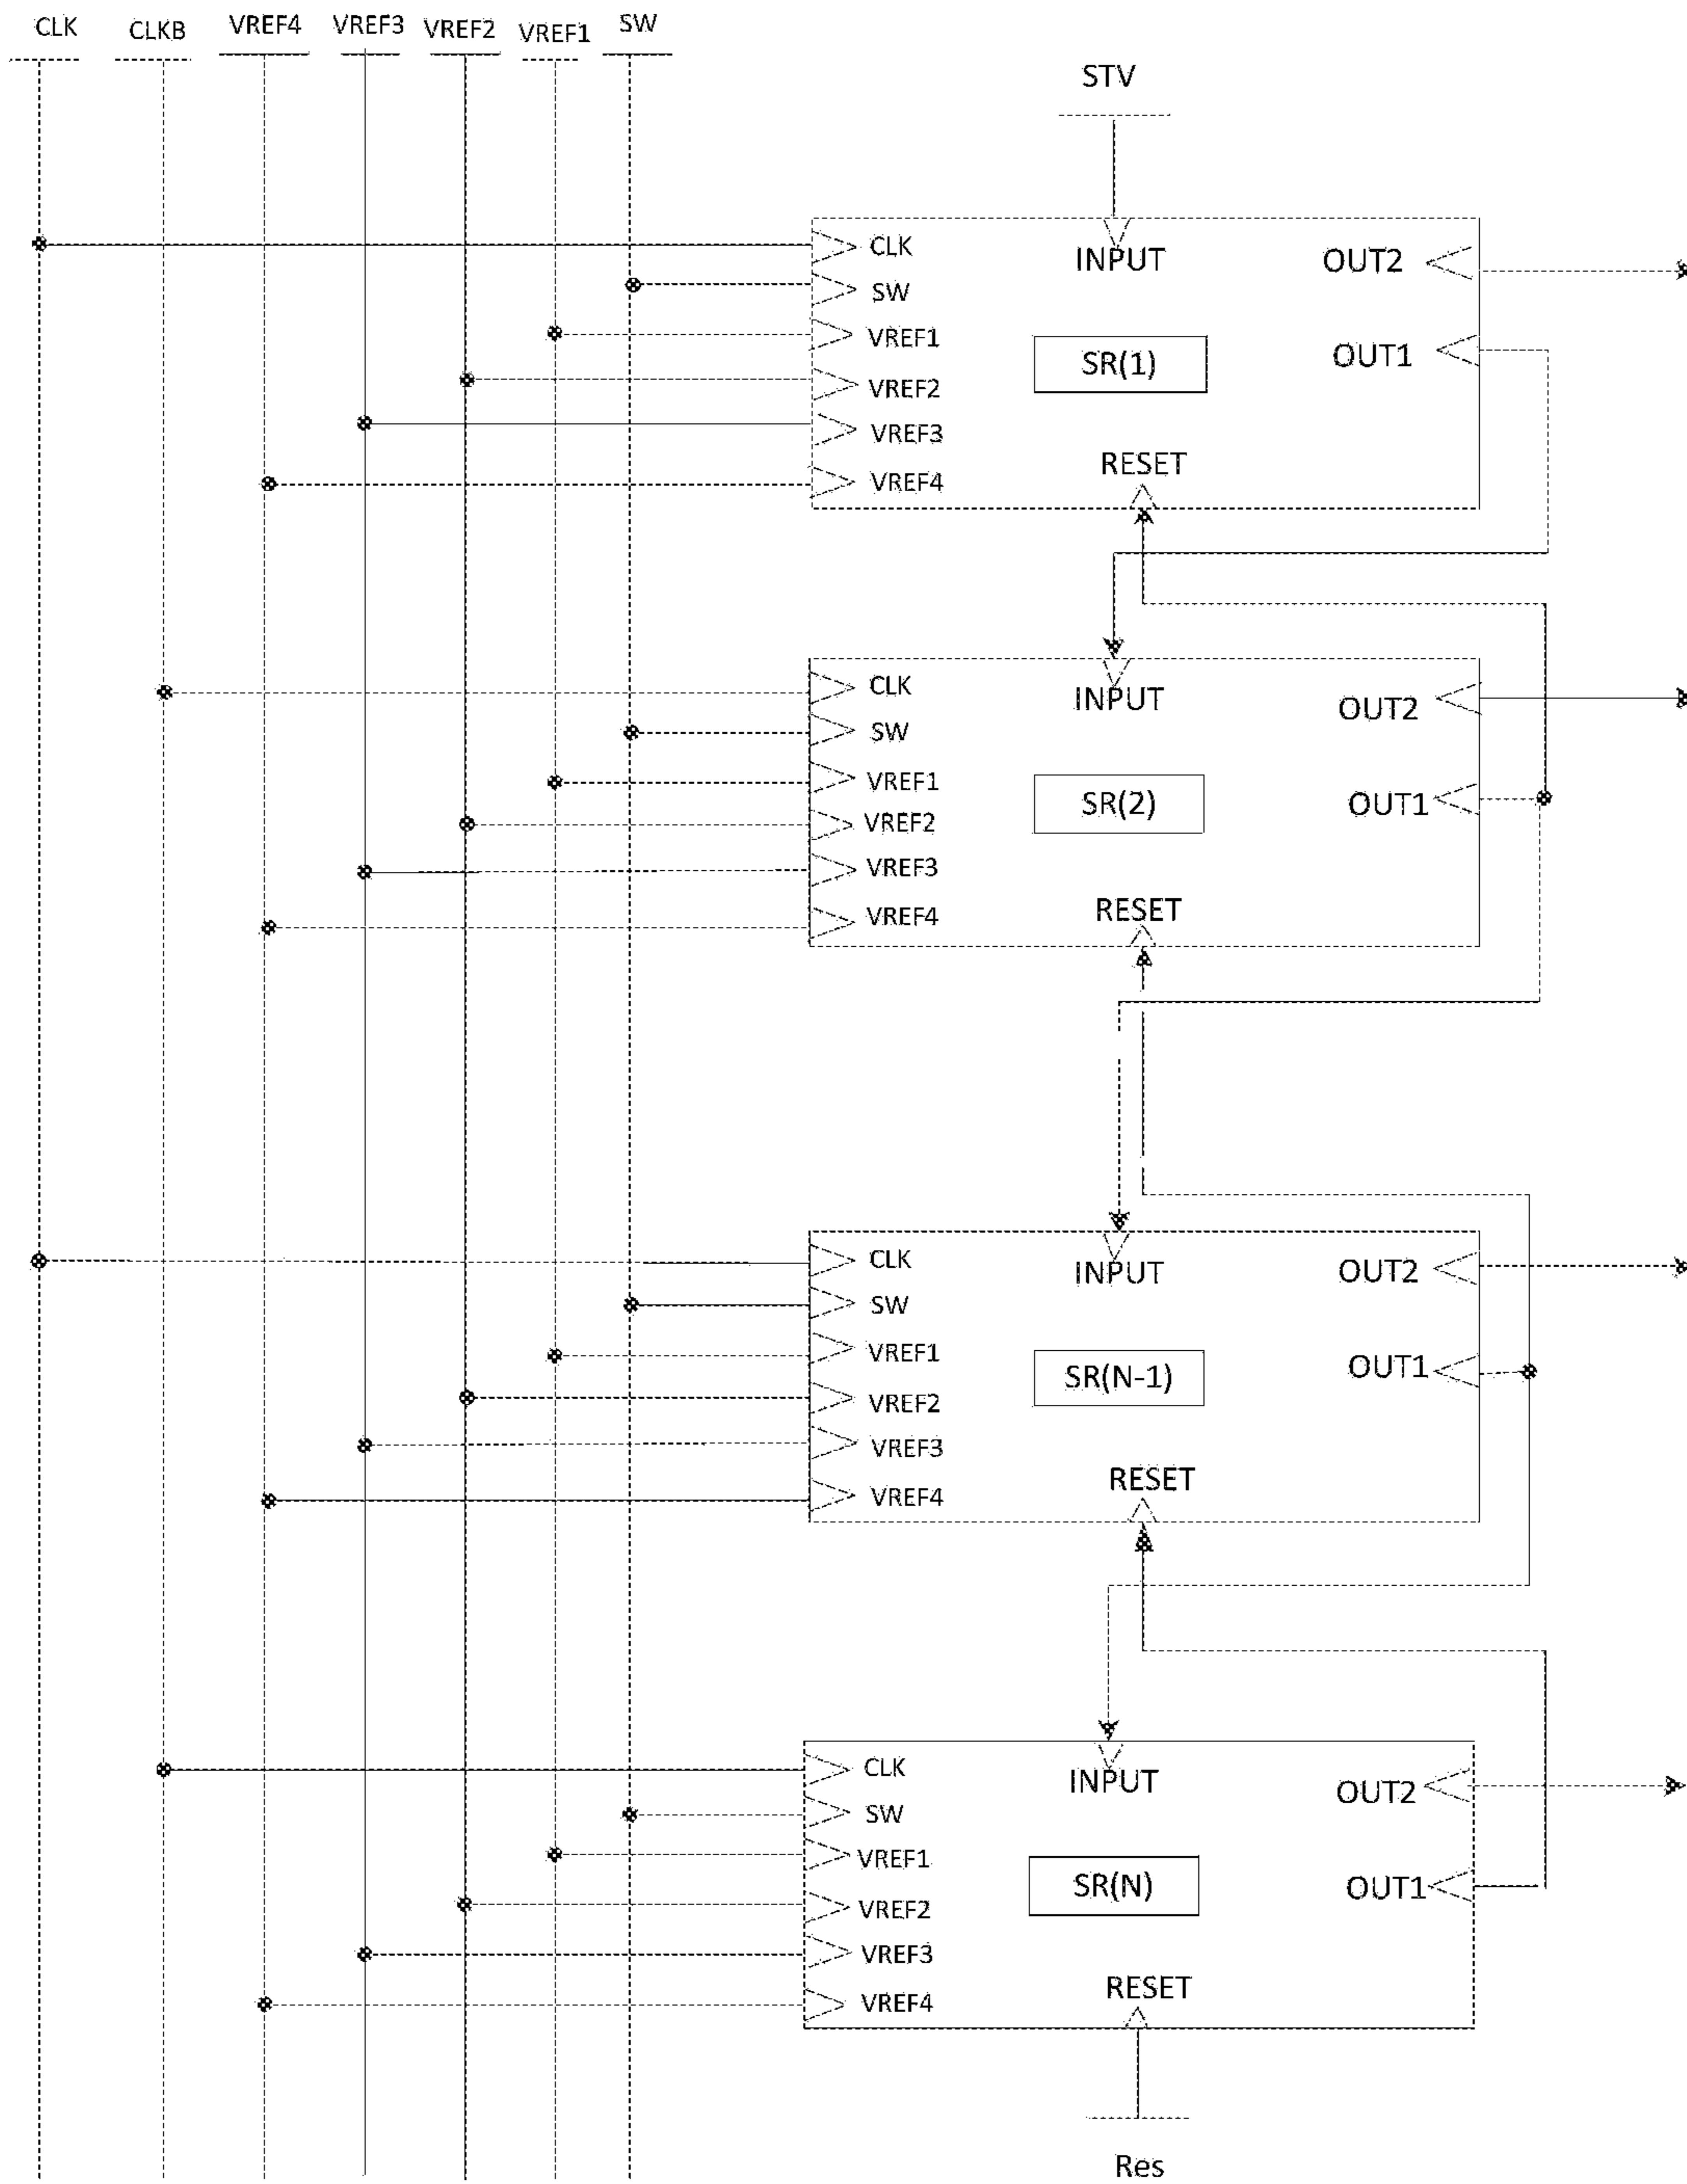 CLK CLKB VREF4 VREF3 VREF2 VREF1 SW
STV
CLK INPUT OUT2
SW
VREF1 SR(1) OUT1
VREF2
VREF3
RESET
VREF4
CLK INPUT OUT2
SW
VREF1 SR(2) OUT1
VREF2
VREF3
VREF4 RESET
CLK INPUT OUT2
SW
VREF1 SR(N-1) OUT1
VREF2
VREF3
RESET
VREF4
CLK INPUT OUT2
SW
VREF1 SR(N) OUT1
VREF2
VREF3
RESET
VREF4
Res